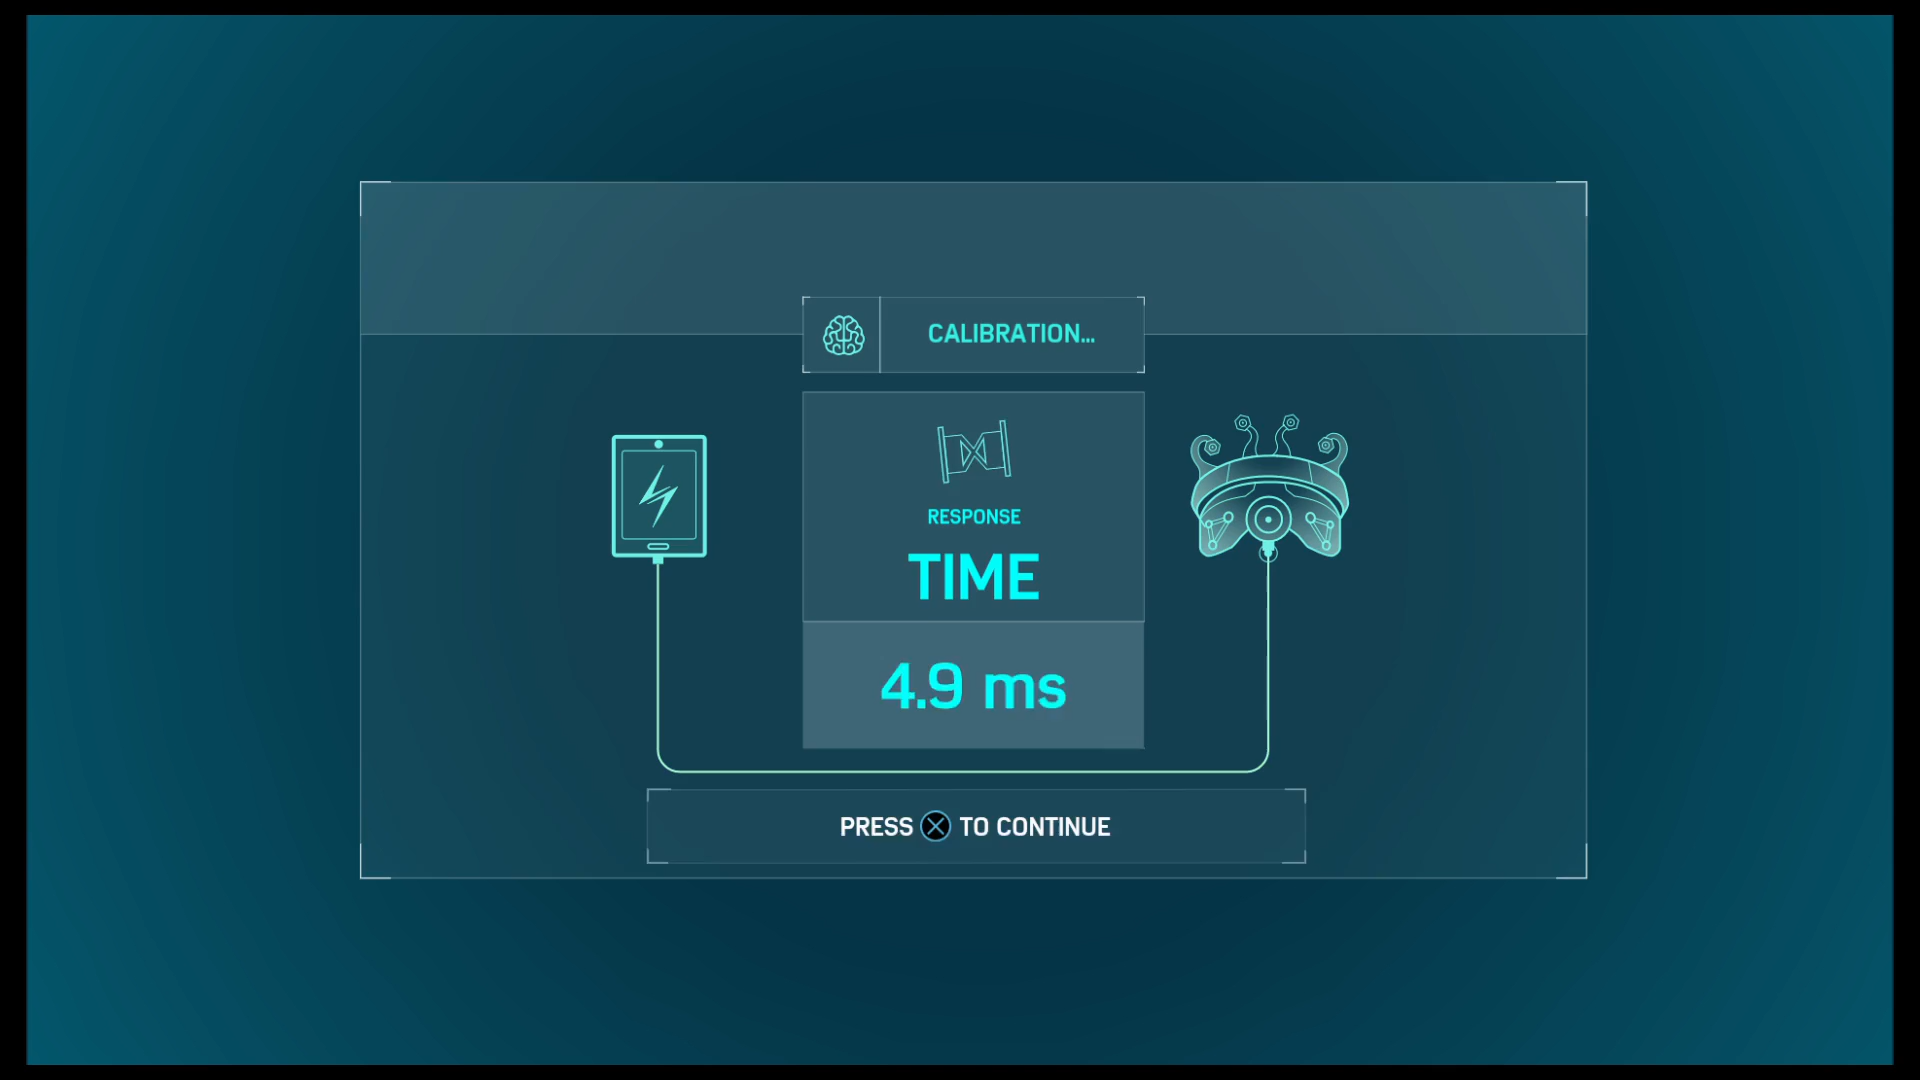 CALIBRATION...
RESPONSE
TIME
4.9 ms
PRESS TO CONTINUE